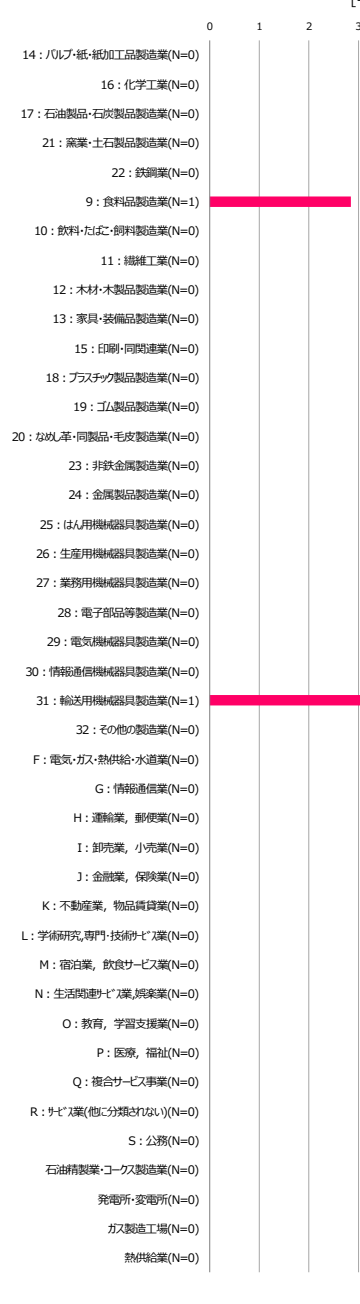 0 1 2 3
14：パルプ・紙・紙加工品製造業(N=0)
16：化学工業(N=0)
17：石油製品・石炭製品製造業(N=0)
21：窯業・土石製品製造業(N=0)
22：鉄鋼業(N=0)
9：食料品製造業(N=1)
10：飲料・たばこ・飼料製造業(N=0)
11：繊維工業(N=0)
12：木材・木製品製造業(N=0)
13：家具・装備品製造業(N=0)
15：印刷・同関連業(N=0)
18：プラスチック製品製造業(N=0)
19：ゴム製品製造業(N=0)
20：なめし革・同製品・毛皮製造業(N=0)
23：非鉄金属製造業(N=0)
24：金属製品製造業(N=0)
25：はん用機械器具製造業(N=0)
26：生産用機械器具製造業(N=0)
27：業務用機械器具製造業(N=0)
28：電子部品等製造業(N=0)
29：電気機械器具製造業(N=0)
30：情報通信機械器具製造業(N=0)
31：輸送用機械器具製造業(N=1)
32：その他の製造業(N=0)
F：電気・ガス・熱供給・水道業(N=0)
G：情報通信業(N=0)
H：運輸業，郵便業(N=0)
I：卸売業，小売業(N=0)
J：金融業，保険業(N=0)
K：不動産業，物品賃貸業(N=0)
L：学術研究,専門・技術ｻｰﾋﾞｽ業(N=0)
M：宿泊業，飲食サービス業(N=0)
N：生活関連ｻｰﾋﾞｽ業,娯楽業(N=0)
O：教育，学習支援業(N=0)
P：医療，福祉(N=0)
Q：複合サービス事業(N=0)
R：ｻｰﾋﾞｽ業(他に分類されない)(N=0)
S：公務(N=0)
石油精製業・コークス製造業(N=0)
発電所・変電所(N=0)
ガス製造工場(N=0)
熱供給業(N=0)